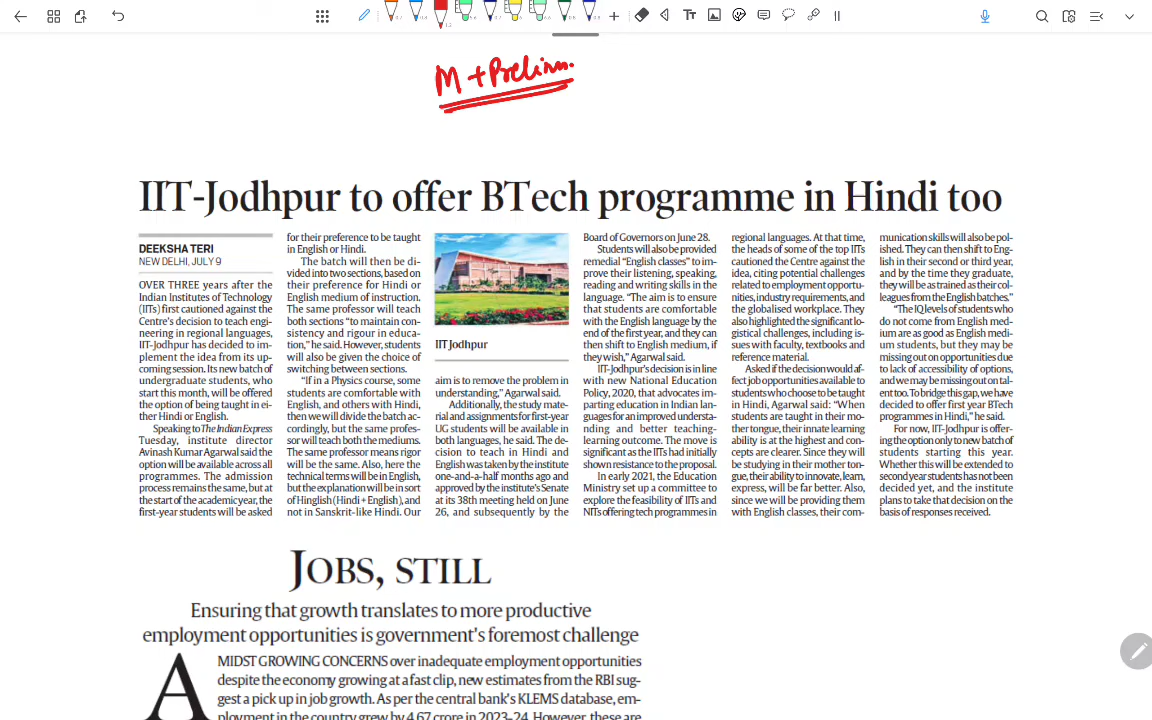 M + Prelim.
IIT-Jodhpur to offer BTech programme in Hindi too
DEEKSHA TERI
NEW DELHI, JULY 9
OVER THREE years after the
Indian Institutes of Technology
(IITs) first cautioned against the
Centre's decision to teach engi-
neering in regional languages,
IIT-Jodhpur has decided to im-
plement the idea from its up-
coming session. Its new batch of
undergraduate students, who
start this month, will be offered
the option of being taught in ei-
ther Hindi or English.
Speaking to The Indian Express
Tuesday, institute director
Avinash Kumar Agarwal said the
option will be available across all
programmes. The admission
process remains the same, but at
the start of the academic year, the
first-year students will be asked
for their preference to be taught
in English or Hindi.
The batch will then be di-
vided into two sections, based on
their preference for Hindi or
English medium of instruction.
The same professor will teach
both sections "to maintain con-
sistency and rigour in educa-
tion," he said. However, students
will also be given the choice of
switching between sections.
"If in a Physics course, some
students are comfortable with
English, and others with Hindi,
then we will divide the batch ac-
cordingly, but the same profes-
sor will teach both the mediums.
The same professor means rigor
will be the same. Also, here the
technical terms will be in English,
but the explanation will be in sort
of Hinglish (Hindi + English), and
not in Sanskrit-like Hindi. Our
IIT Jodhpur
aim is to remove the problem in
understanding," Agarwal said.
Additionally, the study mate-
rial and assignments for first-year
UG students will be available in
both languages, he said. The de-
cision to teach in Hindi and
English was taken by the institute
one-and-a-half months ago and
approved by the institute's Senate
at its 38th meeting held on June
26, and subsequently by the
Board of Governors on June 28.
Students will also be provided
remedial "English classes" to im-
prove their listening, speaking,
reading and writing skills in the
language. "The aim is to ensure
that students are comfortable
with the English language by the
end of the first year, and they can
then shift to English medium, if
they wish," Agarwal said.
IIT-Jodhpur's decision is in line
with new National Education
Policy, 2020, that advocates im-
parting education in Indian lan-
guages for an improved understa-
nding and better teaching-
learning outcome. The move is
significant as the IITs had initially
shown resistance to the proposal.
In early 2021, the Education
Ministry set up a committee to
explore the feasibility of IITs and
NITs offering tech programmes in
regional languages. At that time,
the heads of some of the top IITs
cautioned the Centre against the
idea, citing potential challenges
related to employment opportu-
nities, industry requirements, and
the globalised workplace. They
also highlighted the significant lo-
gistical challenges, including is-
sues with faculty, textbooks and
reference material.
Asked if the decision would af-
fect job opportunities available to
students who choose to be taught
in Hindi, Agarwal said: "When
students are taught in their mo-
ther tongue, their innate learning
ability is at the highest and con-
cepts are clearer. Since they will
be studying in their mother ton-
gue, their ability to innovate, learn,
express, will be far better. Also,
since we will be providing them
with English classes, their com-
munication skills will also be pol-
ished. They can then shift to Eng-
lish in their second or third year,
and by the time they graduate,
they will be as trained as their col-
leagues from the English batches."
"The IQ levels of students who
do not come from English med-
ium are as good as English medi-
um students, but they may be
missing out on opportunities due
to lack of accessibility of options,
and we may be missing out on tal-
ent too. To bridge this gap, we have
decided to offer first year BTech
programmes in Hindi," he said.
For now, IIT-Jodhpur is offer-
ing the option only to new batch of
students starting this year.
Whether this will be extended to
second year students has not been
decided yet, and the institute
plans to take that decision on the
basis of responses received.
JOBS, STILL
Ensuring that growth translates to more productive
employment opportunities is government's foremost challenge
AMIDST GROWING CONCERNS over inadequate employment opportunities
despite the economy growing at a fast clip, new estimates from the RBI sug-
gest a pick up in job growth. As per the central bank's KLEMS database, em-
ployment in the country grew by 4.67 crore in 2023-24. However, these are